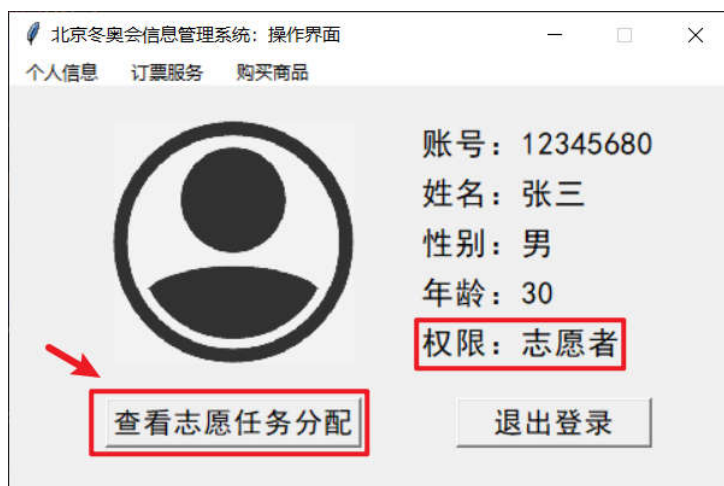 北京冬奥会信息管理系统：操作界面
个人信息 订票服务 购买商品
账号：12345680
姓名：张三
性别：男
年龄：30
权限：志愿者
查看志愿任务分配 退出登录